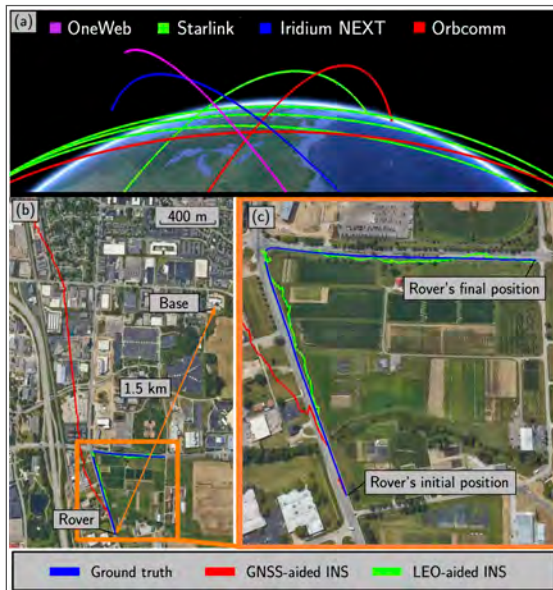 (a) OneWeb Starlink Iridium NEXT Orbcomm
(b)
400 m
Base
1.5 km
Rover
(c)
Rover's final position
Rover's initial position
Ground truth GNSS-aided INS LEO-aided INS